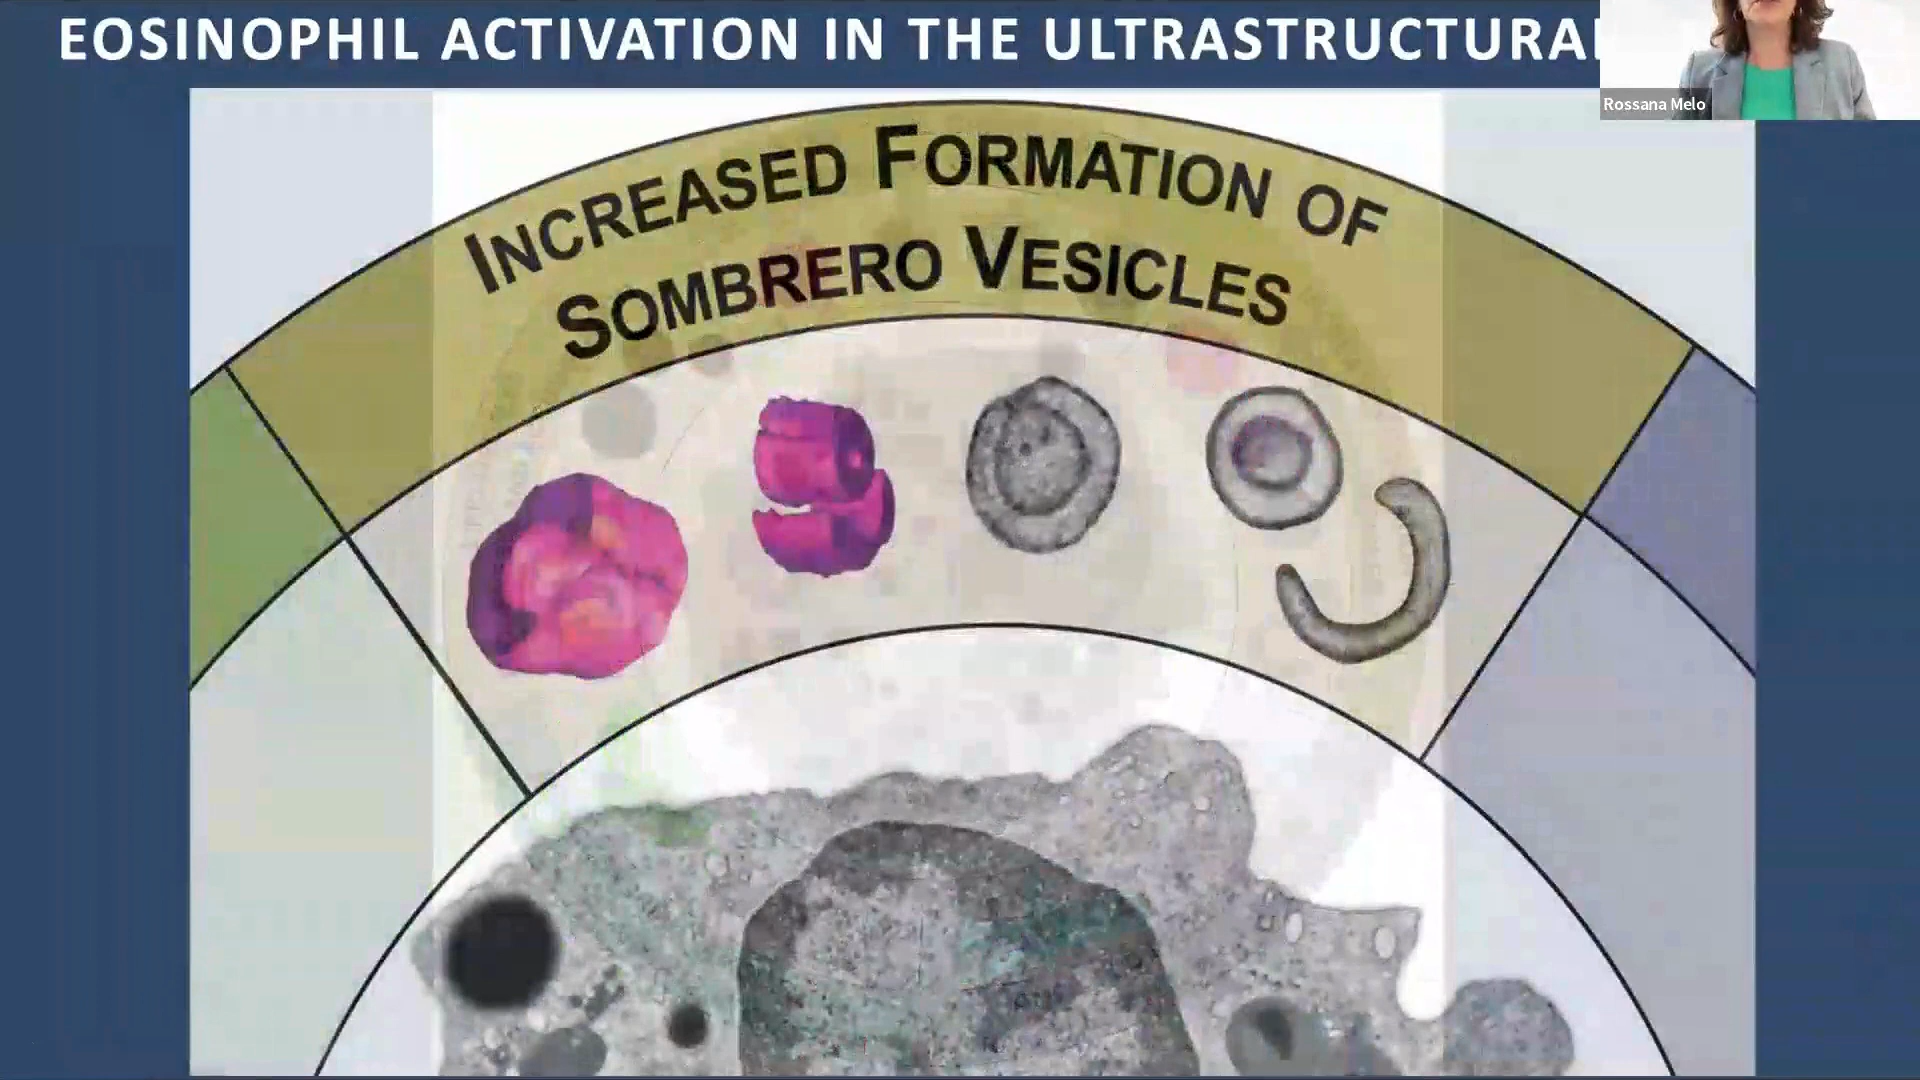 EOSINOPHIL ACTIVATION IN THE ULTRASTRUCTURAL
Rossana Melo
INCREASED FORMATION OF
SOMBRERO VESICLES